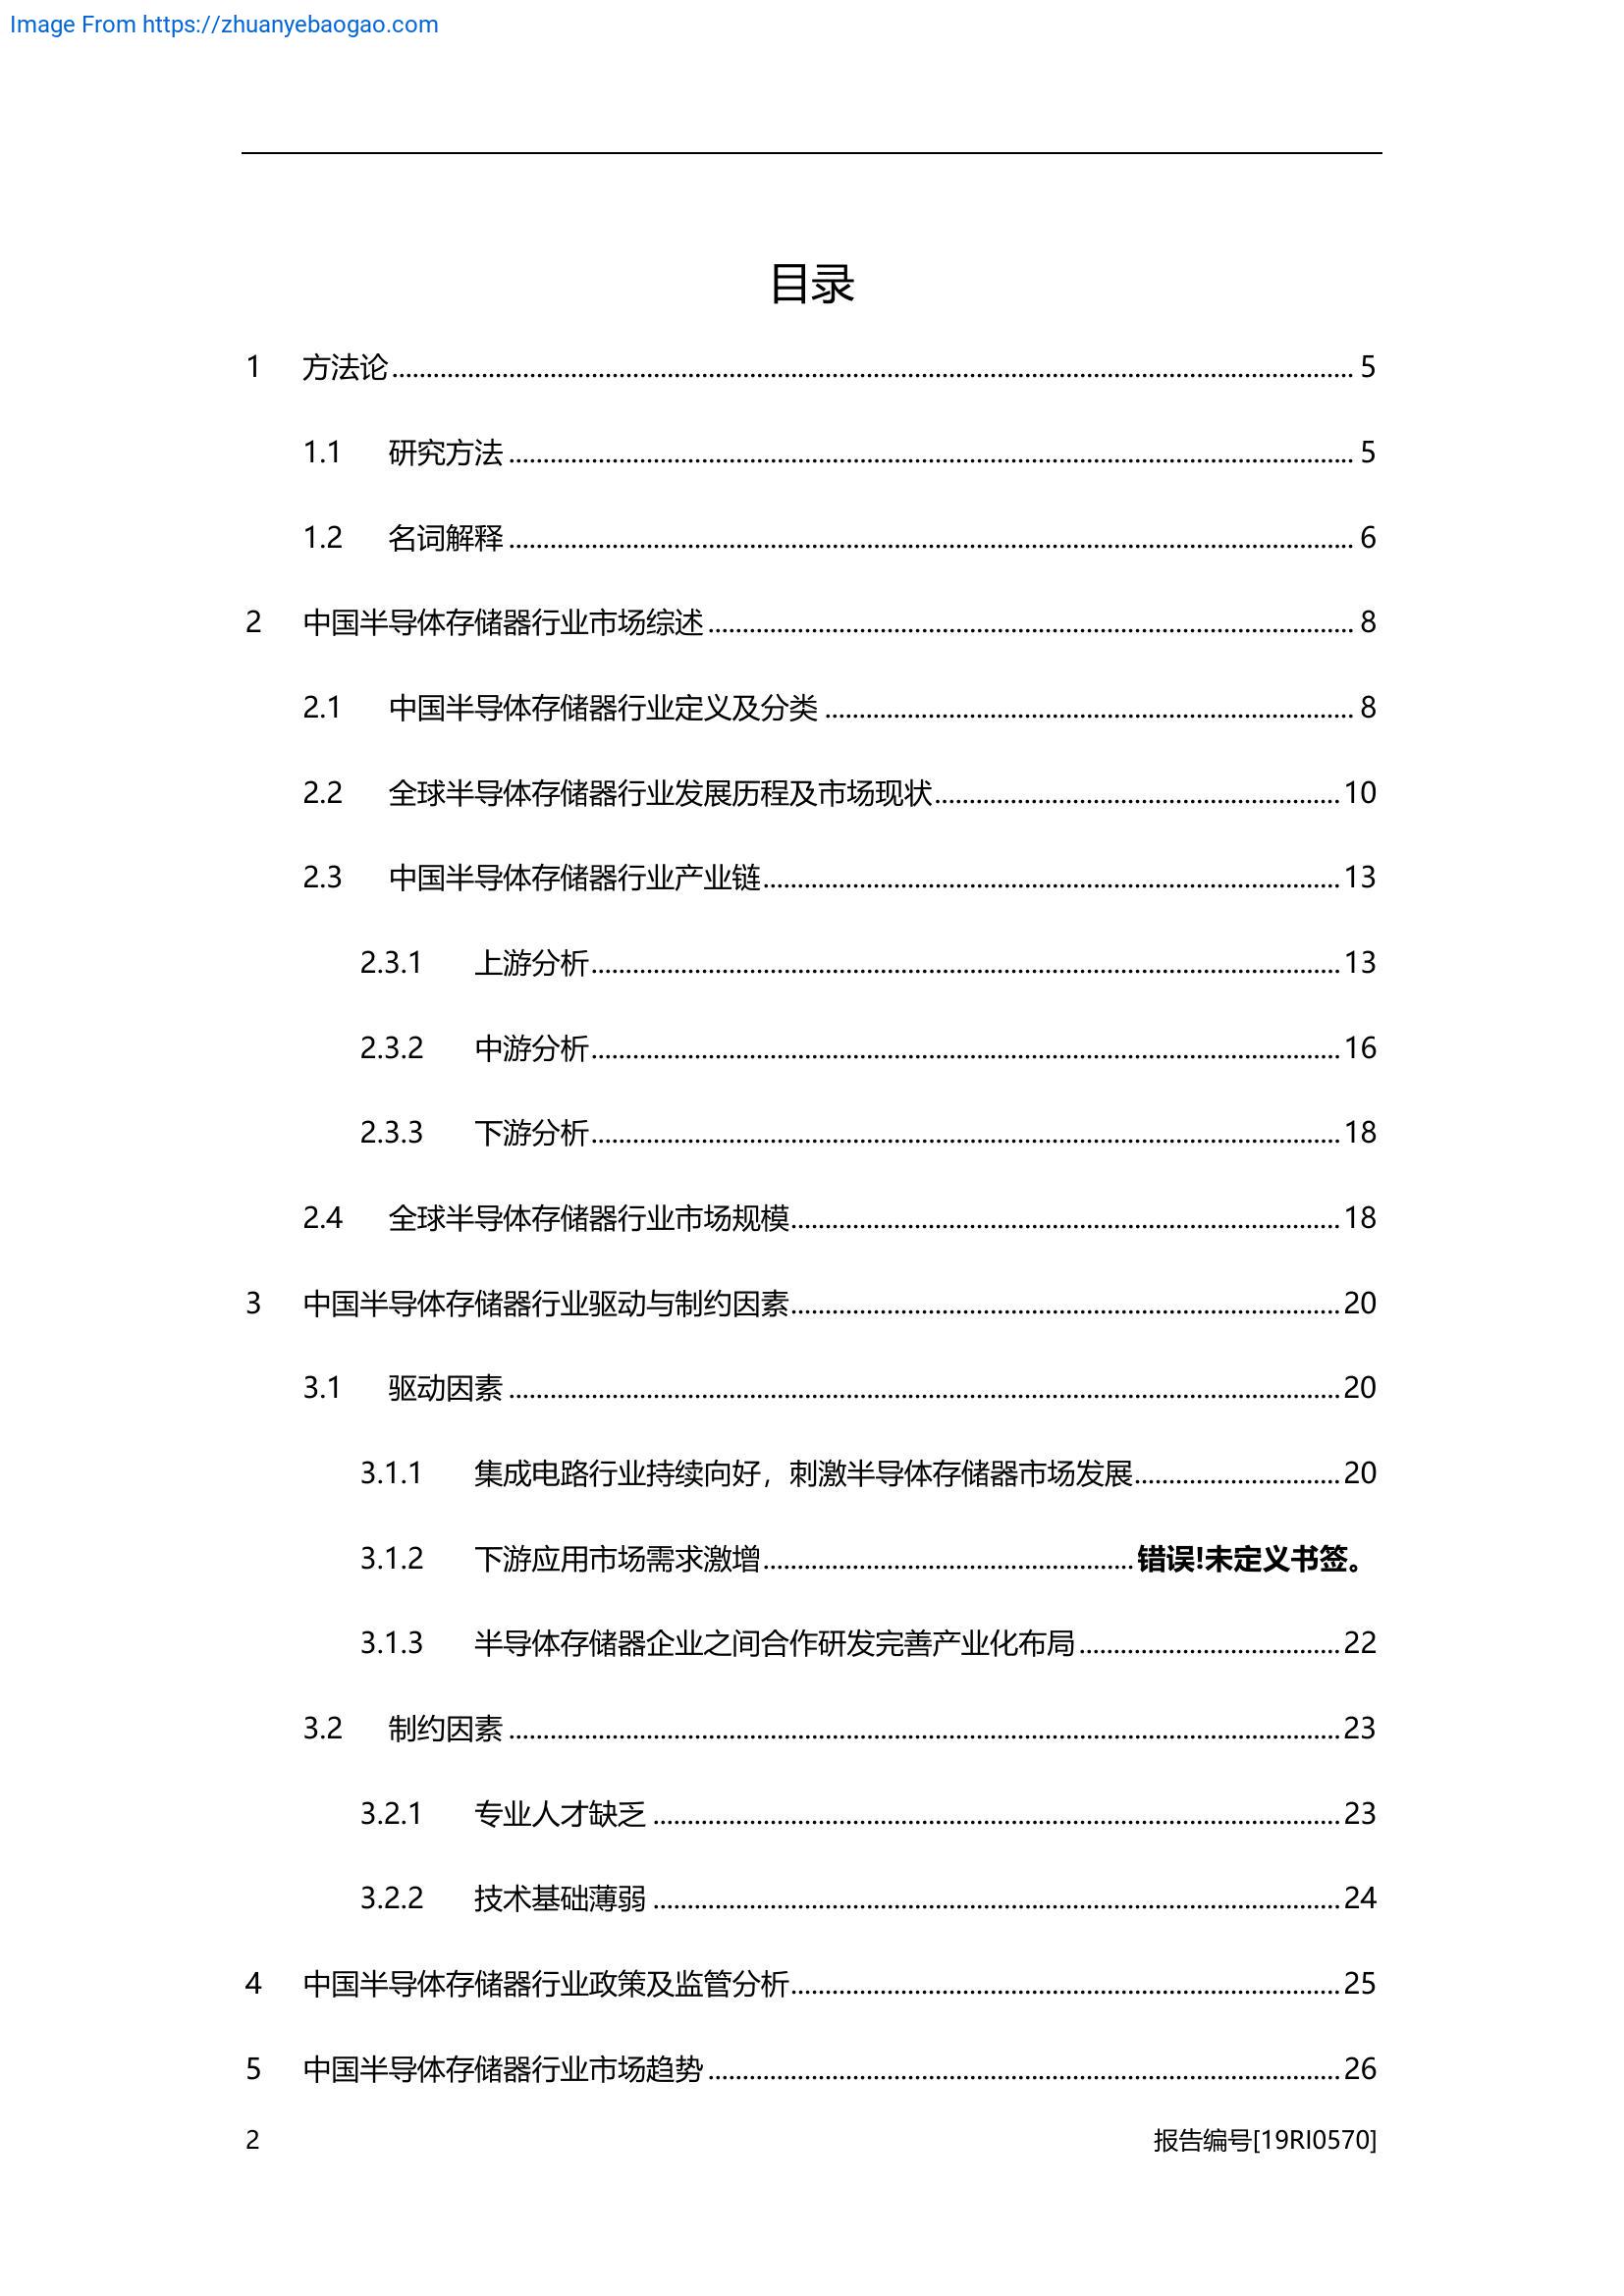 Image From https://zhuanyebaogao.com
目录
1 方法论 5
1.1 研究方法 5
1.2 名词解释 6
2 中国半导体存储器行业市场综述 8
2.1 中国半导体存储器行业定义及分类 8
2.2 全球半导体存储器行业发展历程及市场现状 10
2.3 中国半导体存储器行业产业链 13
2.3.1 上游分析 13
2.3.2 中游分析 16
2.3.3 下游分析 18
2.4 全球半导体存储器行业市场规模 18
3 中国半导体存储器行业驱动与制约因素 20
3.1 驱动因素 20
3.1.1 集成电路行业持续向好，刺激半导体存储器市场发展 20
3.1.2 下游应用市场需求激增 错误!未定义书签。
3.1.3 半导体存储器企业之间合作研发完善产业化布局 22
3.2 制约因素 23
3.2.1 专业人才缺乏 23
3.2.2 技术基础薄弱 24
4 中国半导体存储器行业政策及监管分析 25
5 中国半导体存储器行业市场趋势 26
2 报告编号[19RI0570]